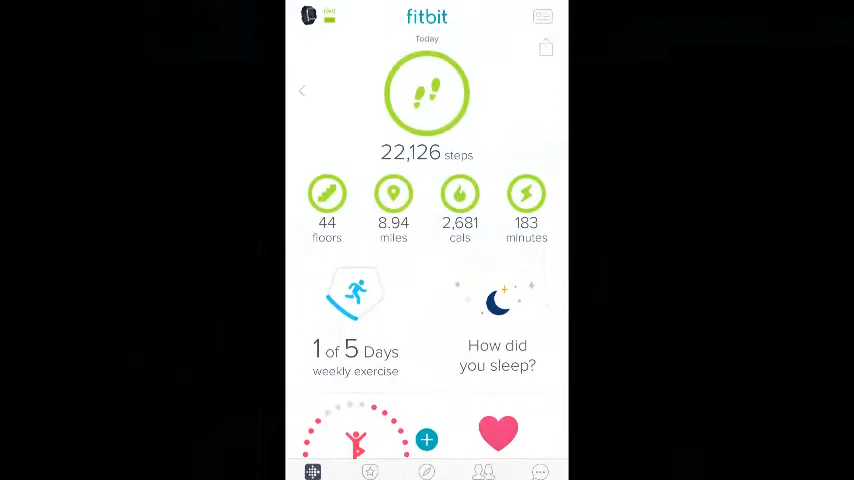 fitbit
Today
22,126 steps
44 8.94 2,681 183
floors miles cals minutes
1 of 5 Days
weekly exercise
How did
you sleep?